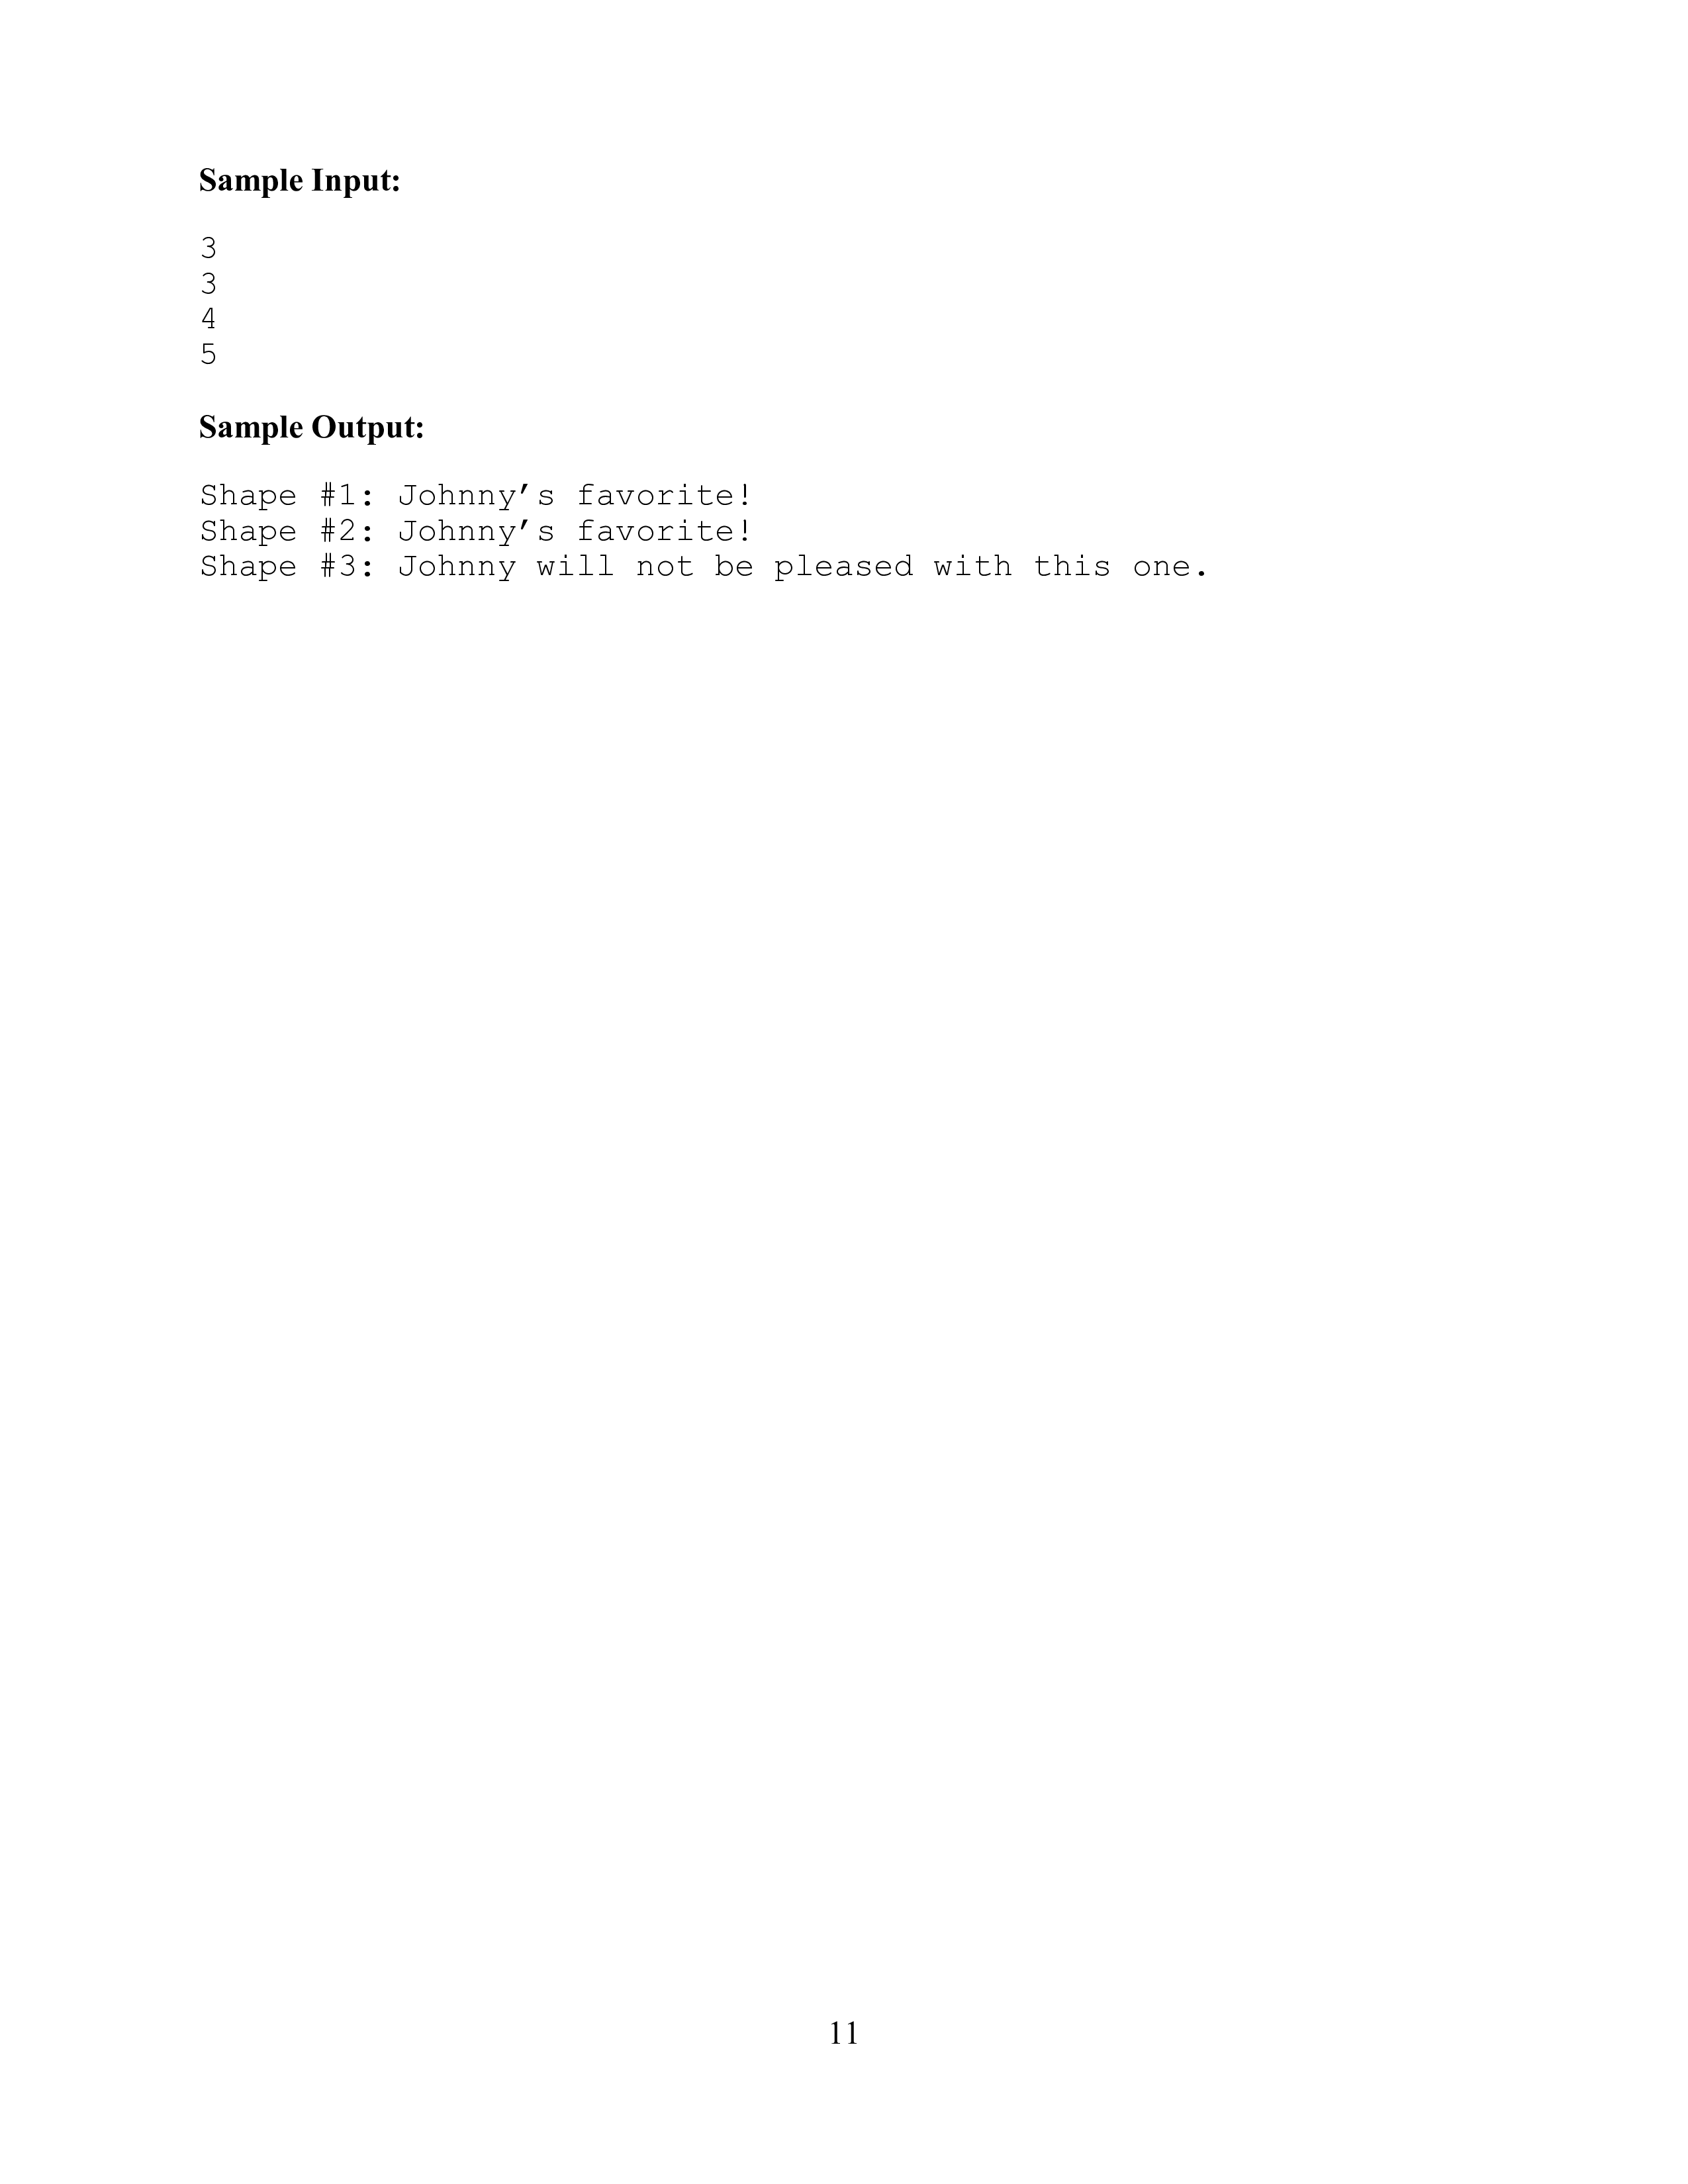 Sample Input:
3
3
4
5
Sample Output:
Shape #1: Johnny’s favorite!
Shape #2: Johnny’s favorite!
Shape #3: Johnny will not be pleased with this one.
11